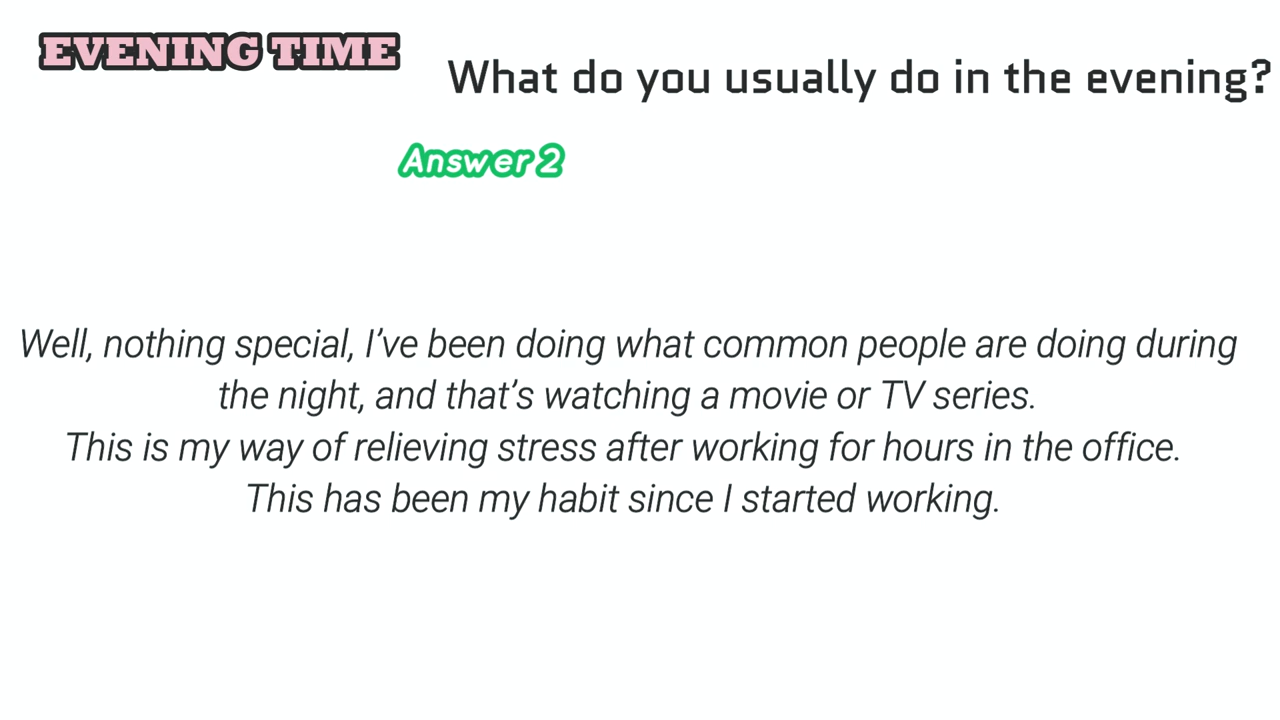 EVENING TIME
What do you usually do in the evening?
Answer 2
Well, nothing special, I’ve been doing what common people are doing during
the night, and that’s watching a movie or TV series.
This is my way of relieving stress after working for hours in the office.
This has been my habit since I started working.